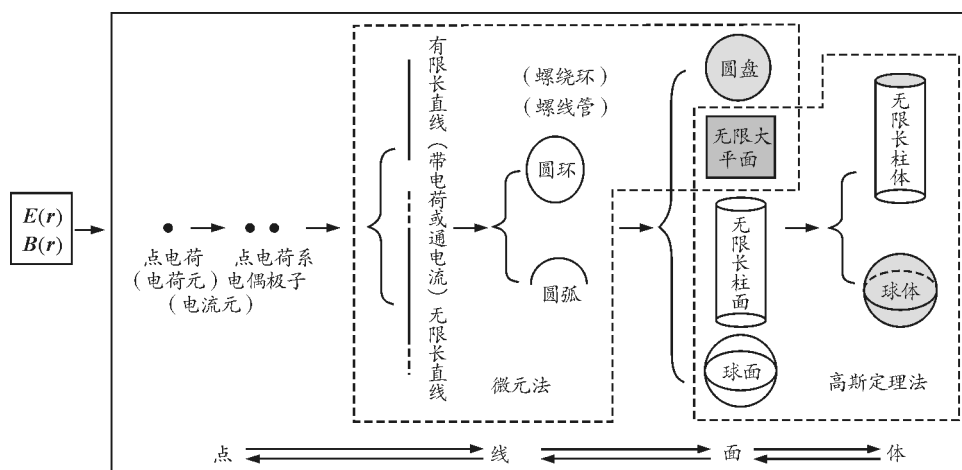 E(r)
B(r)
点电荷
(电荷元)
(电流元)
点电荷系
电偶极子
有限长直线(带电荷或通电流)无限长直线
(螺绕环)
(螺线管)
圆环
圆弧
微元法
圆盘
无限大
平面
无限长柱面
球面
无限长柱体
球体
高斯定理法
点
线
面
体